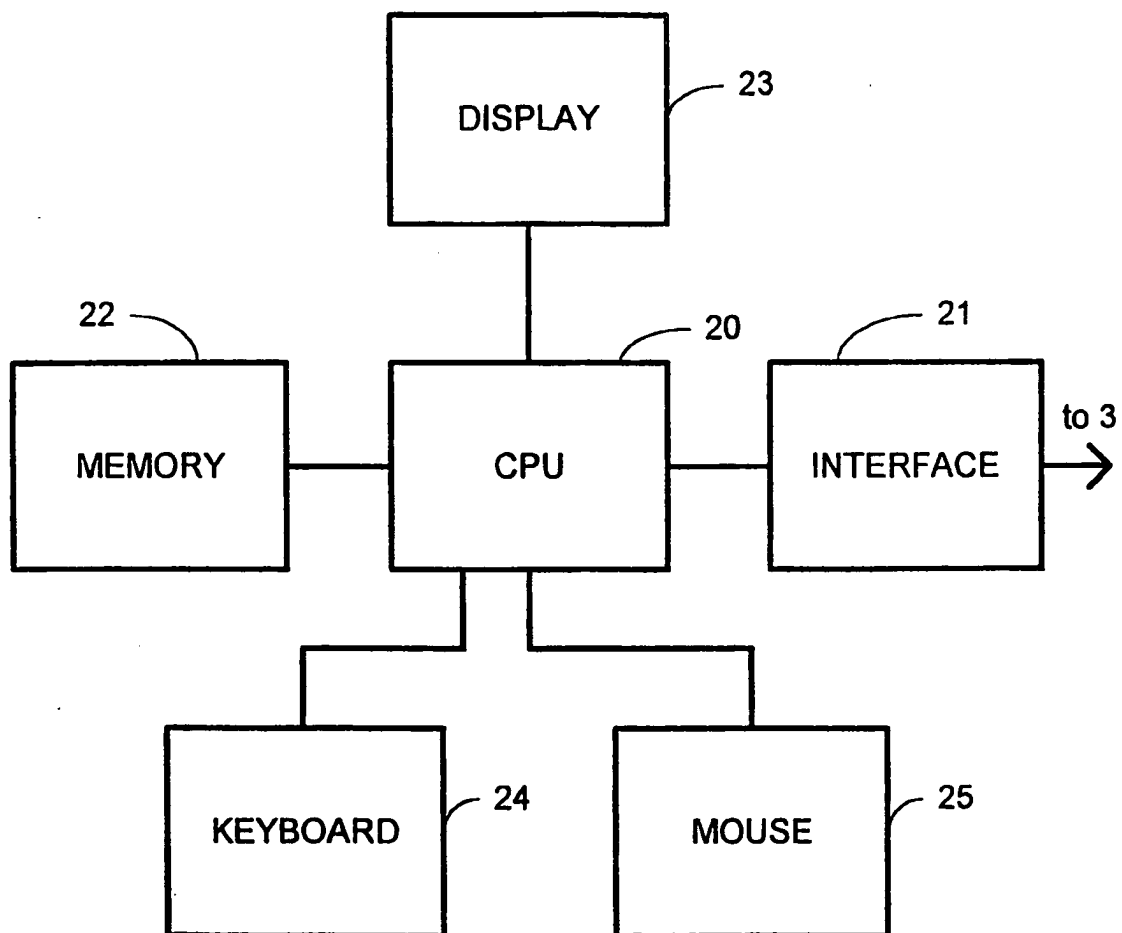 DISPLAY
23
22
20
21
MEMORY
CPU
INTERFACE
to 3
KEYBOARD
24
MOUSE
25